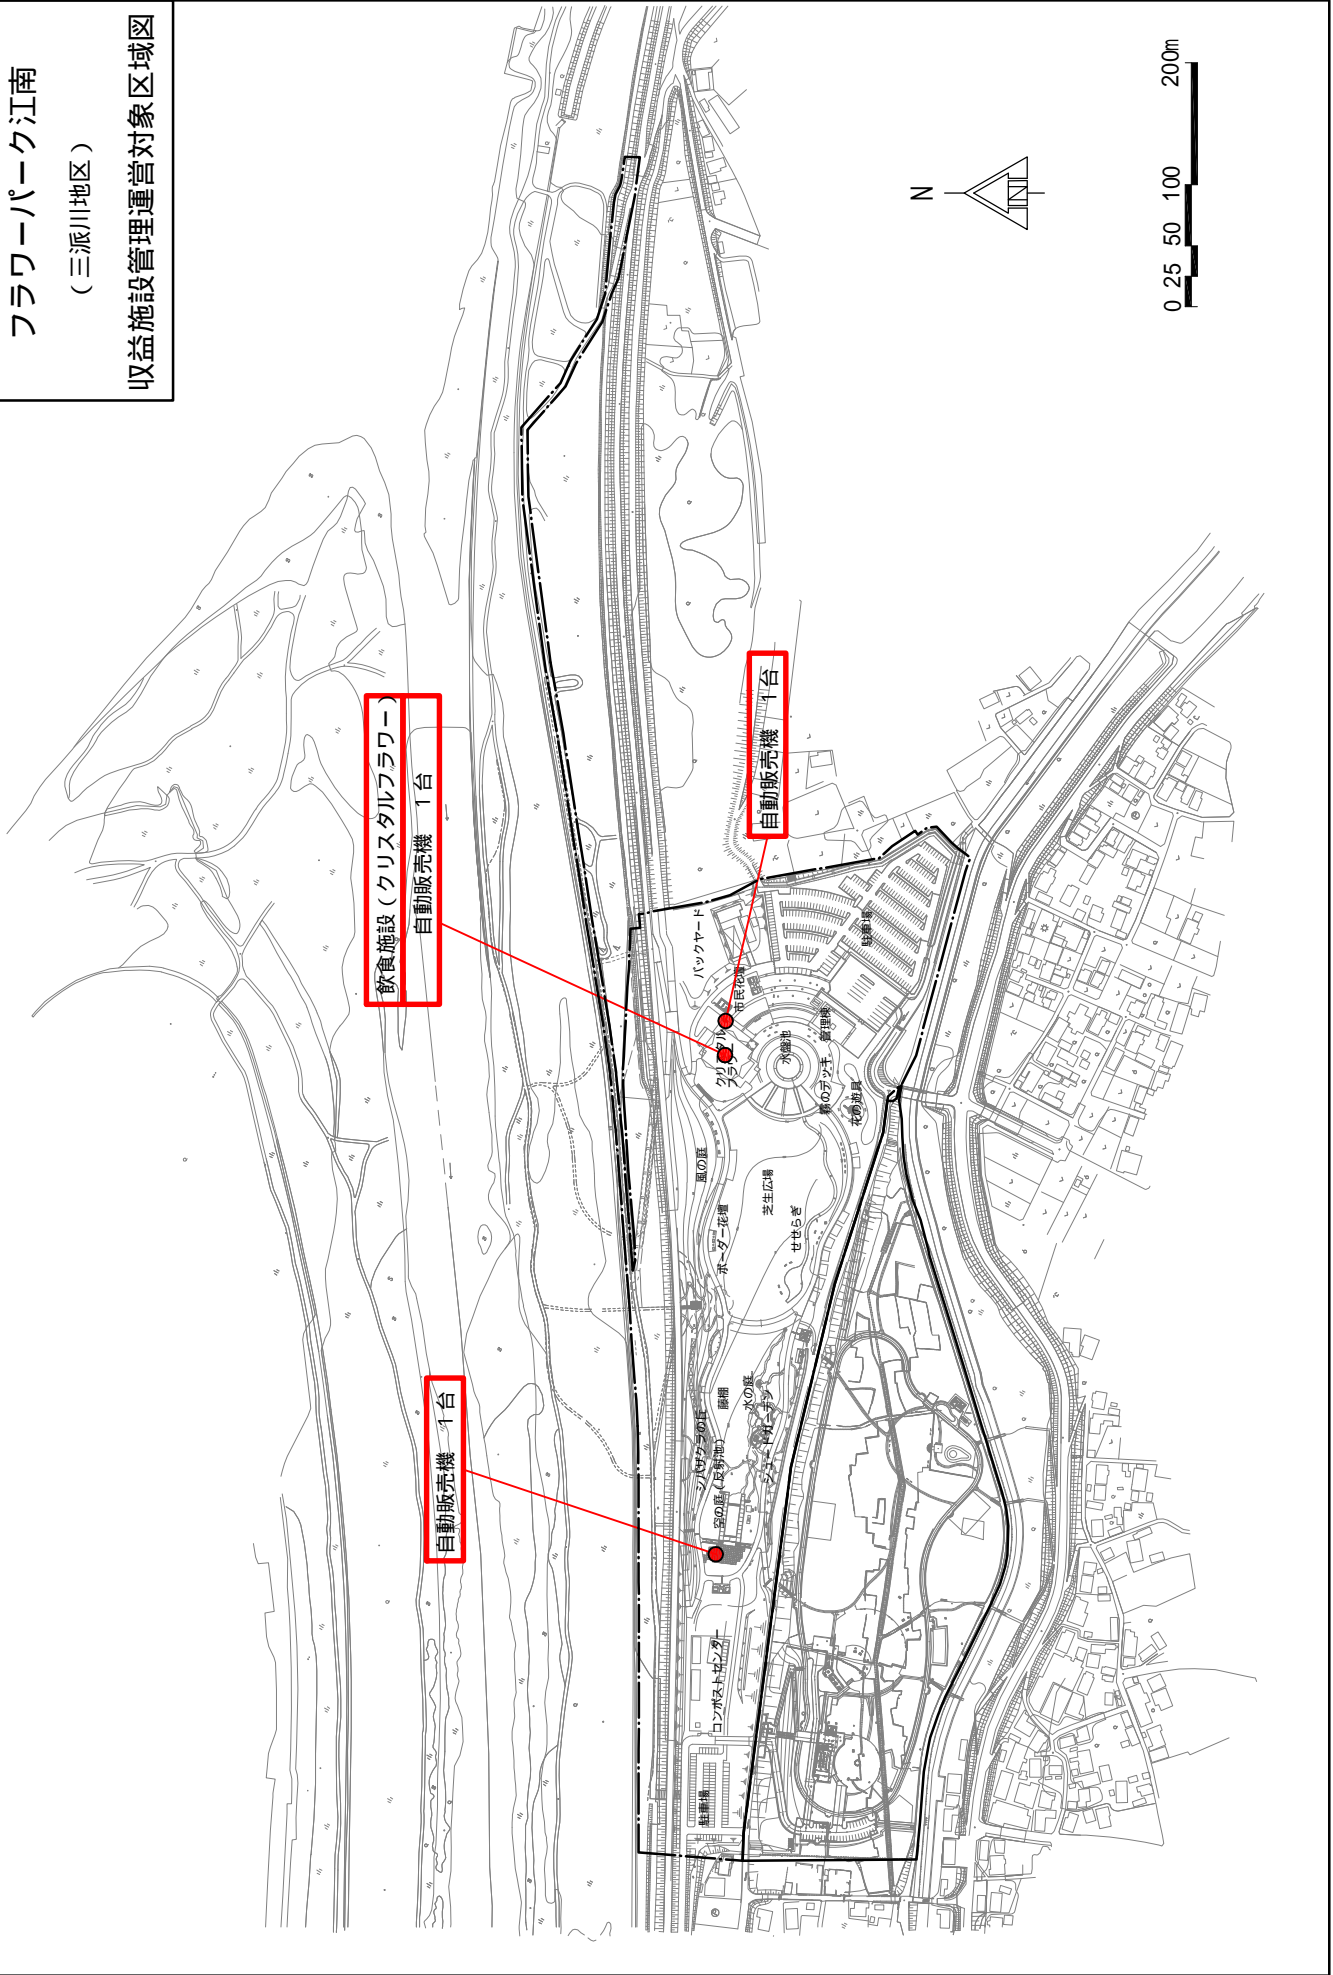 フラワーパーク江南
（三派川地区）
収益施設管理運営対象区域図
飲食施設（クリスタルフラワー）
自動販売機　１台
自動販売機　１台
自動販売機　１台
N
0 25 50 100 200m
バックヤード
市民花壇
クリスタル
フラワー
水盤池
管理棟
霧のデッキ
花の遊具
駐車場
風の庭
ボーダー花壇
芝生広場
せせらぎ
シバザクラの丘
藤棚
水の庭
空の庭（反射池）
シェードガーデン
コンポストセンター
駐車場